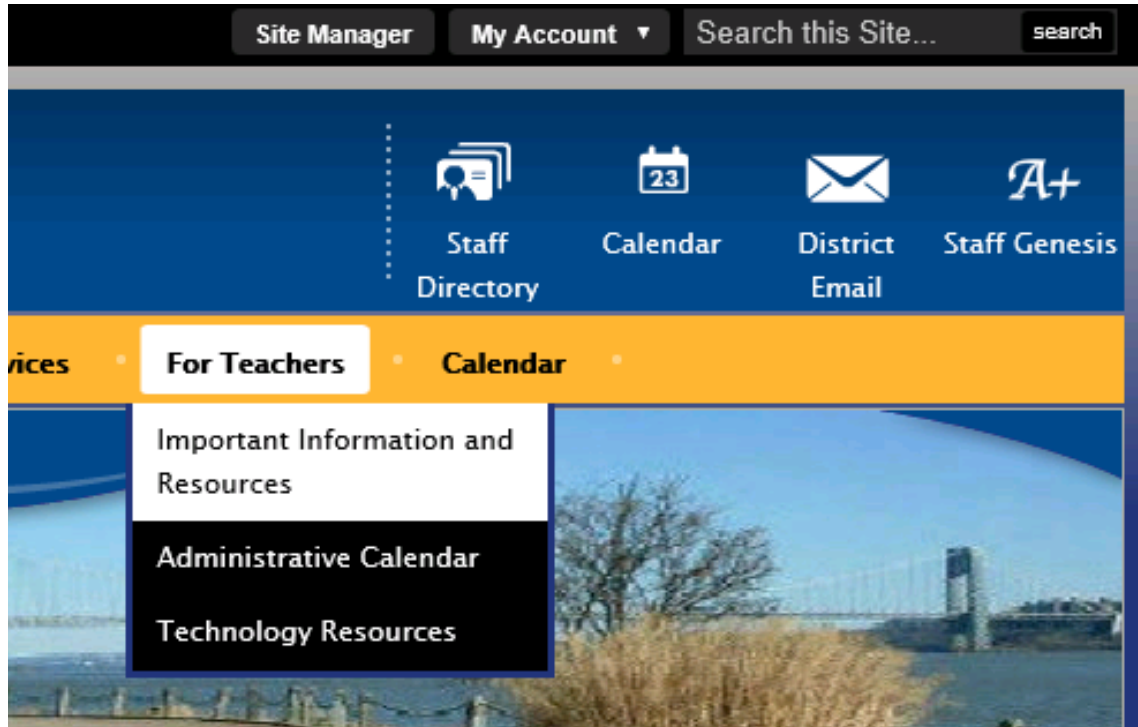 Site Manager My Account ▼ Search this Site... search
23 A+
Staff Calendar District Staff Genesis
Directory Email
For Teachers Calendar
Important Information and
Resources
Administrative Calendar
Technology Resources